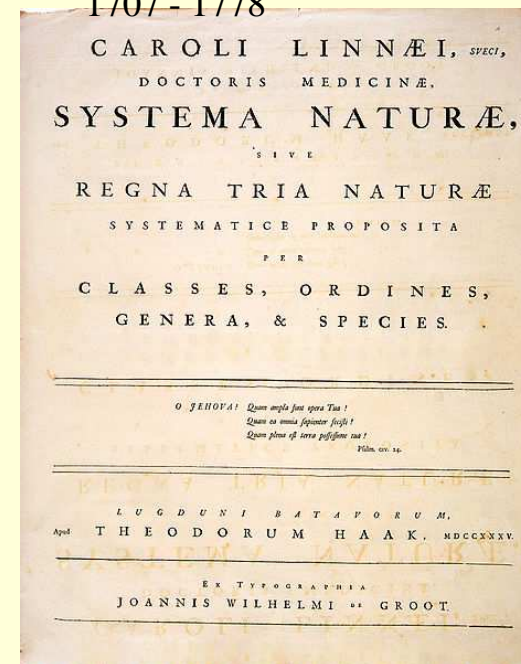 1707 - 1778
CAROLI LINNÆI, SVECI,
DOCTORIS MEDICINÆ,
SYSTEMA NATURÆ,
SIVE
REGNA TRIA NATURÆ
SYSTEMATICE PROPOSITA
PER
CLASSES, ORDINES,
GENERA, & SPECIES.
O JEHOVA! Quam ampla sunt opera Tua!
Quam ea omnia sapienter fecisti!
Quam plena est terra possessione tua!
Psalm. civ. 24.
LUGDUNI BATAVORUM,
Apud THEODORUM HAAK, MDCCXXXV.
EX TYPOGRAPHIA
JOANNIS WILHELMI DE GROOT.